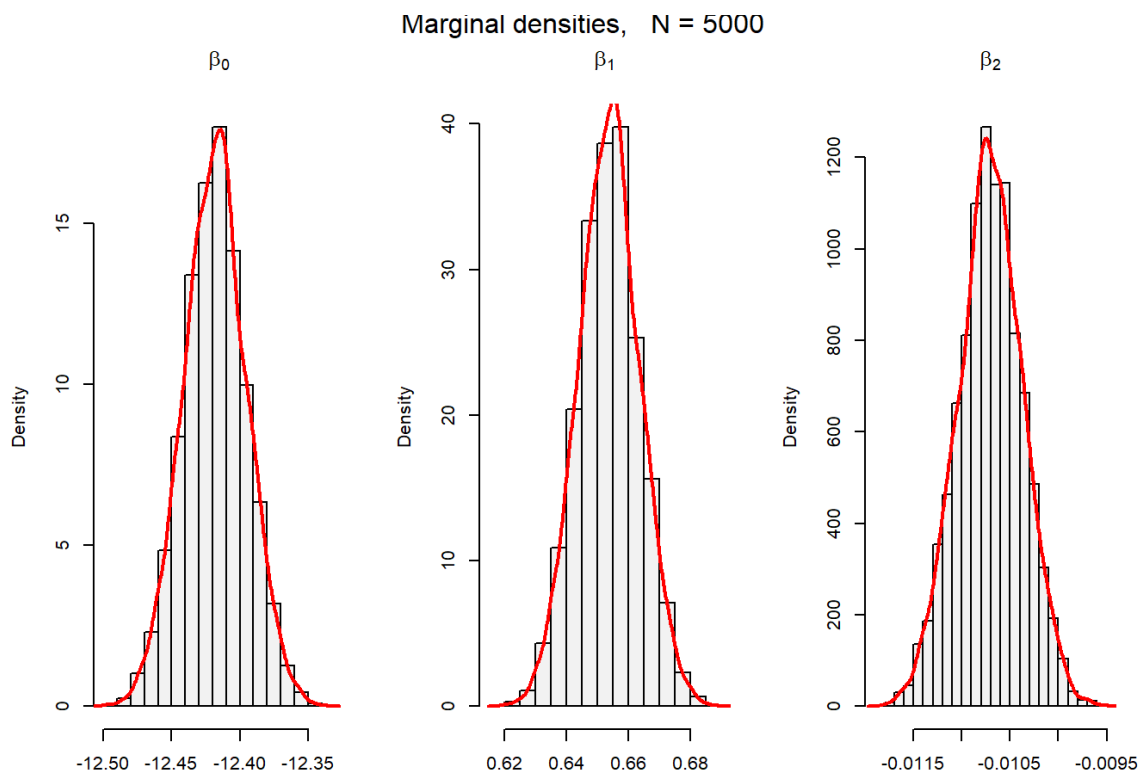 Marginal densities, N = 5000
β0 β1 β2
Density
0 5 10 15
-12.50 -12.45 -12.40 -12.35
Density
0 10 20 30 40
0.62 0.64 0.66 0.68
Density
0 200 400 600 800 1000 1200
-0.0115 -0.0105 -0.0095